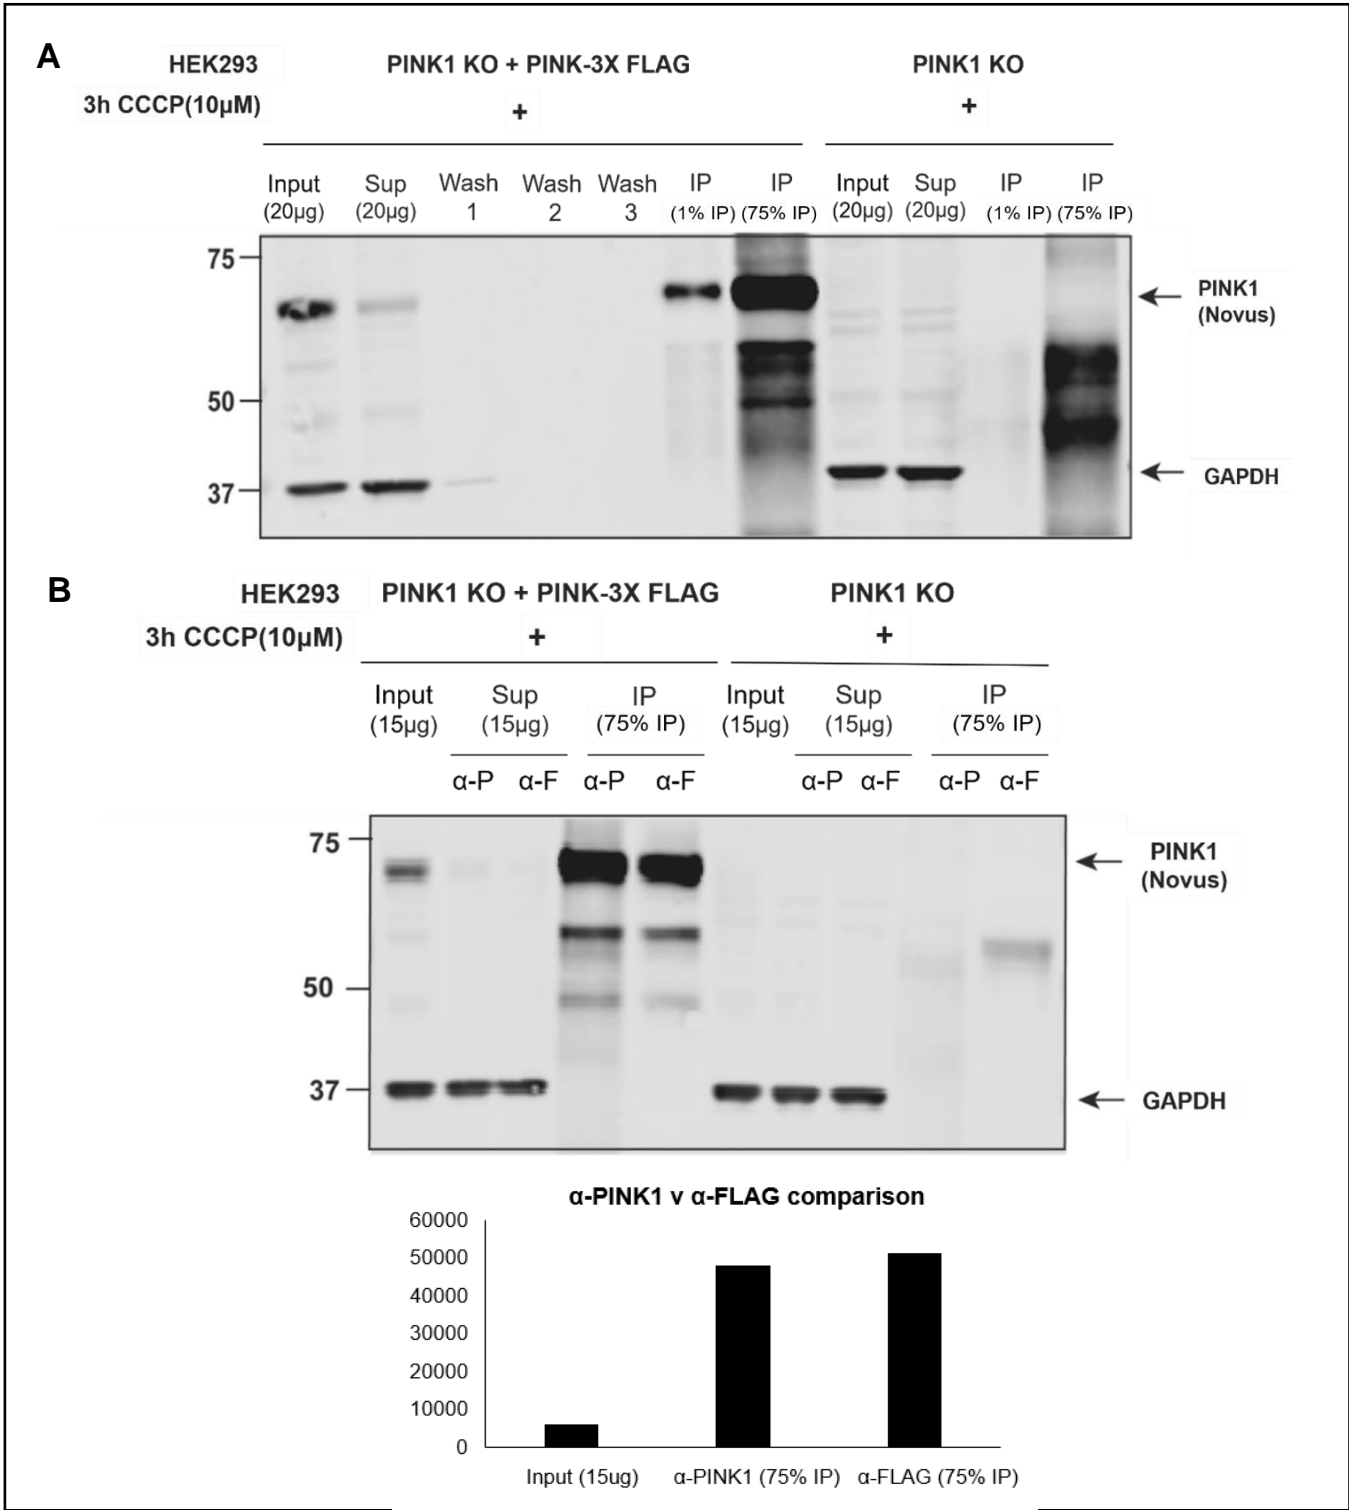 A
HEK293 PINK1 KO + PINK-3X FLAG PINK1 KO
3h CCCP(10µM) + +
Input Sup Wash Wash Wash IP IP Input Sup IP IP
(20µg) (20µg) 1 2 3 (1% IP) (75% IP) (20µg) (20µg) (1% IP) (75% IP)
75
PINK1
(Novus)
50
GAPDH
37
B
HEK293 PINK1 KO + PINK-3X FLAG PINK1 KO
3h CCCP(10µM) + +
Input Sup IP Input Sup IP
(15µg) (15µg) (75% IP) (15µg) (15µg) (75% IP)
α-P α-F α-P α-F α-P α-F α-P α-F
75
PINK1
(Novus)
50
37
GAPDH
α-PINK1 v α-FLAG comparison
60000
50000
40000
30000
20000
10000
0
Input (15ug) α-PINK1 (75% IP) α-FLAG (75% IP)